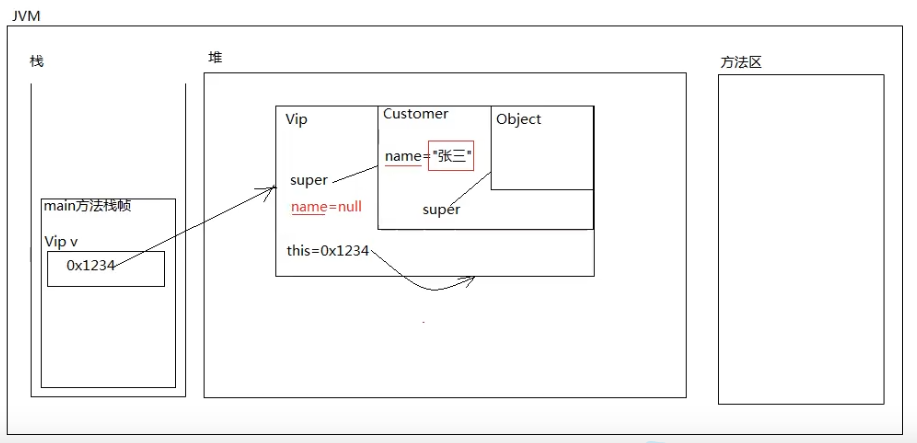 JVM
栈
堆
方法区
Vip
Customer
Object
name="张三"
super
name=null
super
this=0x1234
main方法栈帧
Vip v
0x1234